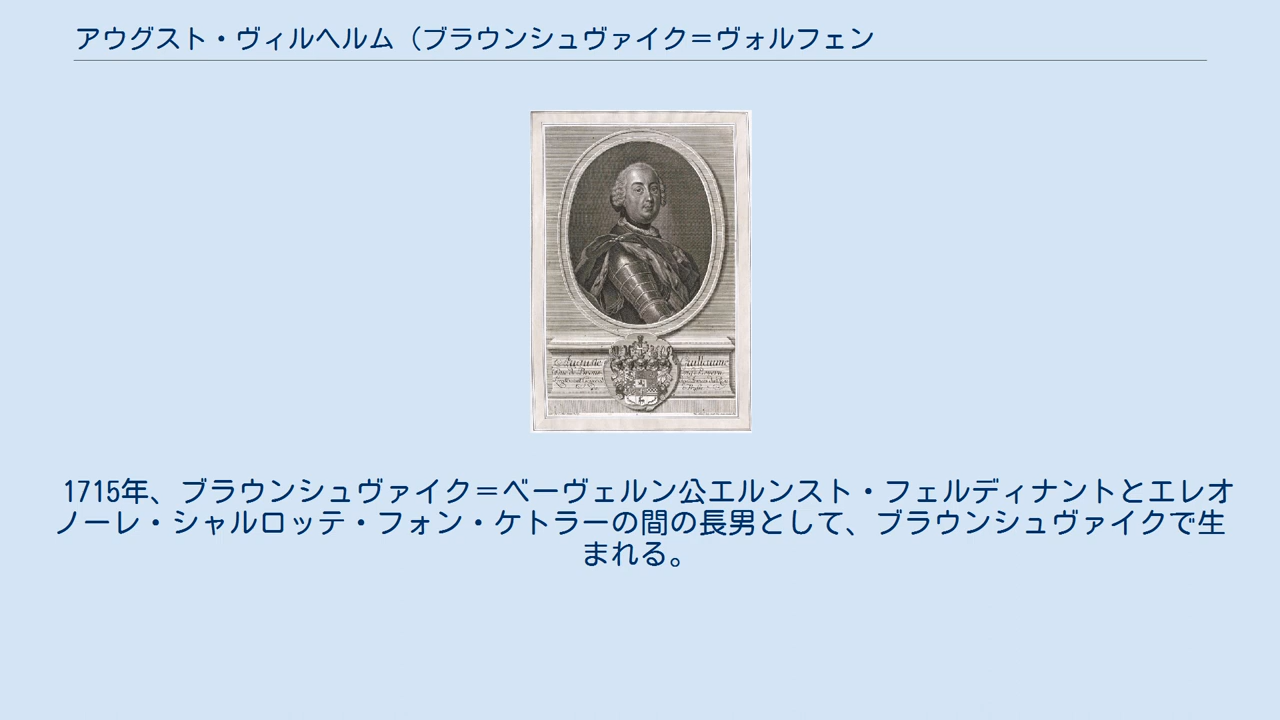 アウグスト・ヴィルヘルム（ブラウンシュヴァイク＝ヴォルフェン
1715年、ブラウンシュヴァイク＝ベーヴェルン公エルンスト・フェルディナントとエレオ
ノーレ・シャルロッテ・フォン・ケトラーの間の長男として、ブラウンシュヴァイクで生
まれる。